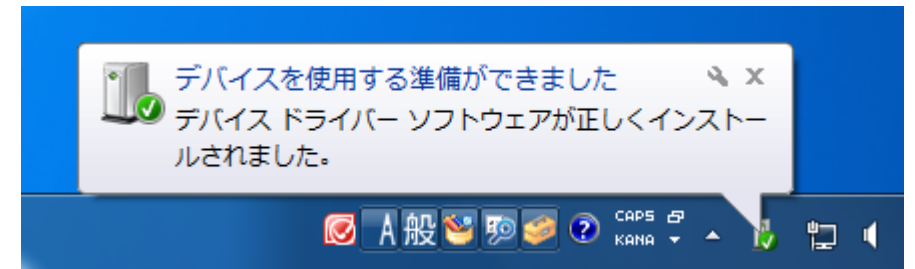 デバイスを使用する準備ができました
デバイス ドライバー ソフトウェアが正しくインストー
ルされました。
A 般 ? CAPS
KANA